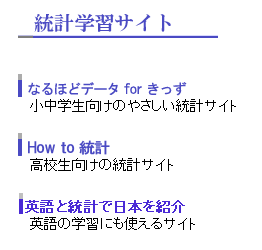 統計学習サイト
なるほどデータ for きっず
小中学生向けのやさしい統計サイト
How to 統計
高校生向けの統計サイト
英語と統計で日本を紹介
英語の学習にも使えるサイト